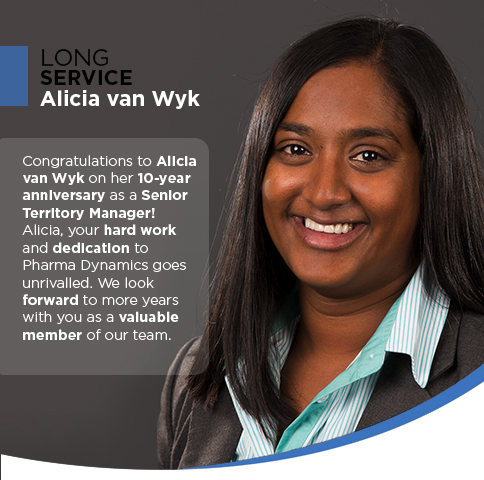 LONG
SERVICE
Alicia van Wyk
Congratulations to Alicia
van Wyk on her 10-year
anniversary as a Senior
Territory Manager!
Alicia, your hard work
and dedication to
Pharma Dynamics goes
unrivalled. We look
forward to more years
with you as a valuable
member of our team.